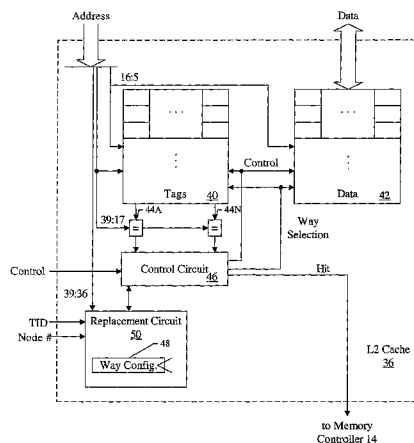 Address
Data
16:5
...
...
Control
Tags
40
Data
42
44A
44N
39:17
=
=
Way
Selection
Control
Control Circuit
46
Hit
39:36
TID
Node #
Replacement Circuit
50
48
Way Config.
L2 Cache
36
to Memory
Controller 14